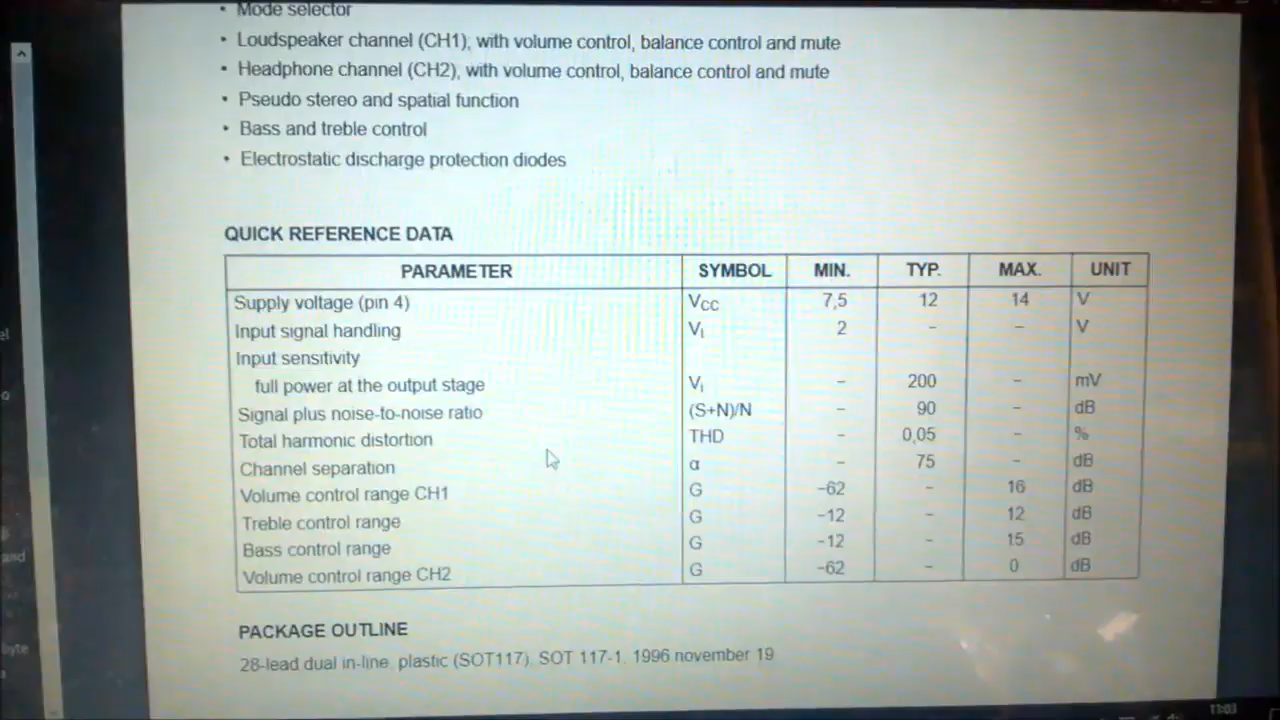 • Mode selector
• Loudspeaker channel (CH1), with volume control, balance control and mute
• Headphone channel (CH2), with volume control, balance control and mute
• Pseudo stereo and spatial function
• Bass and treble control
• Electrostatic discharge protection diodes
QUICK REFERENCE DATA
PARAMETER SYMBOL MIN. TYP. MAX. UNIT
Supply voltage (pin 4) VCC 7,5 12 14 V
Input signal handling VI 2 – – V
Input sensitivity
full power at the output stage VI – 200 – mV
Signal plus noise-to-noise ratio (S+N)/N – 90 – dB
Total harmonic distortion THD – 0,05 – %
Channel separation α – 75 – dB
Volume control range CH1 G –62 – 16 dB
Treble control range G –12 – 12 dB
Bass control range G –12 – 15 dB
Volume control range CH2 G –62 – 0 dB
PACKAGE OUTLINE
28-lead dual in-line, plastic (SOT117). SOT 117-1. 1996 november 19
and
byte
11:03